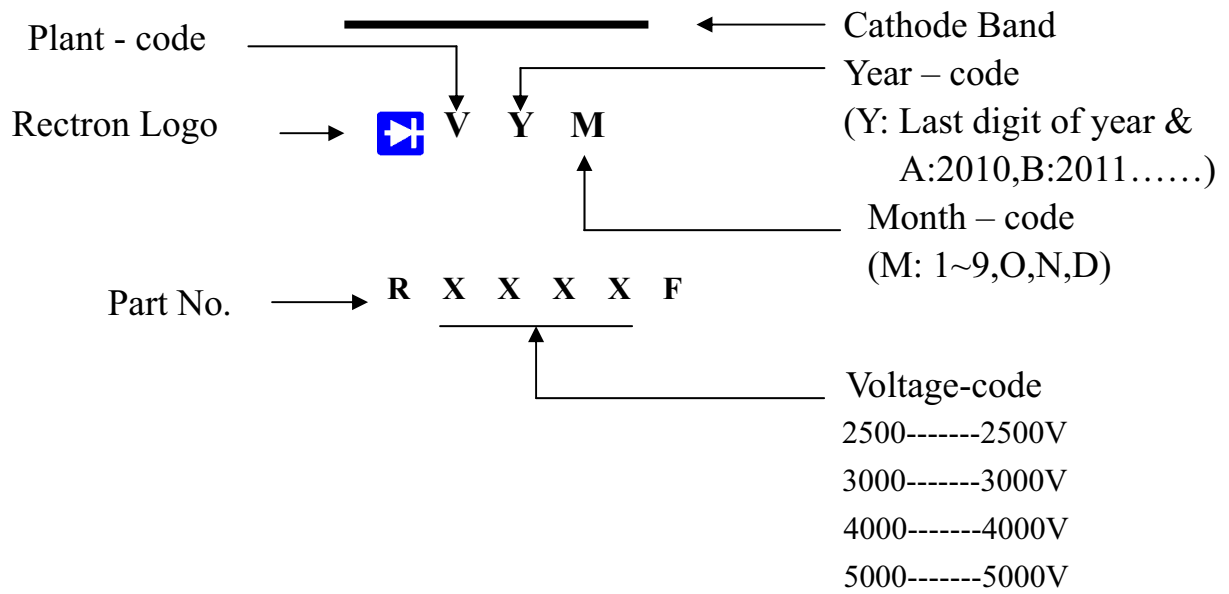 Plant - code
Cathode Band
Year – code
Rectron Logo
V Y M
(Y: Last digit of year &
A:2010,B:2011……)
Month – code
(M: 1~9,O,N,D)
Part No.
R X X X X F
Voltage-code
2500-------2500V
3000-------3000V
4000-------4000V
5000-------5000V